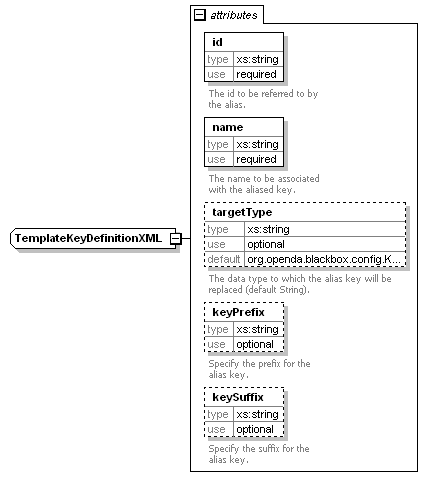 attributes
id
type xs:string
use required
The id to be referred to by
the alias.
name
type xs:string
use required
The name to be associated
with the aliased key.
targetType
type xs:string
use optional
default org.openda.blackbox.config.K...
The data type to which the alias key will be
replaced (default String).
TemplateKeyDefinitionXML
keyPrefix
type xs:string
use optional
Specify the prefix for the
alias key.
keySuffix
type xs:string
use optional
Specify the suffix for the
alias key.